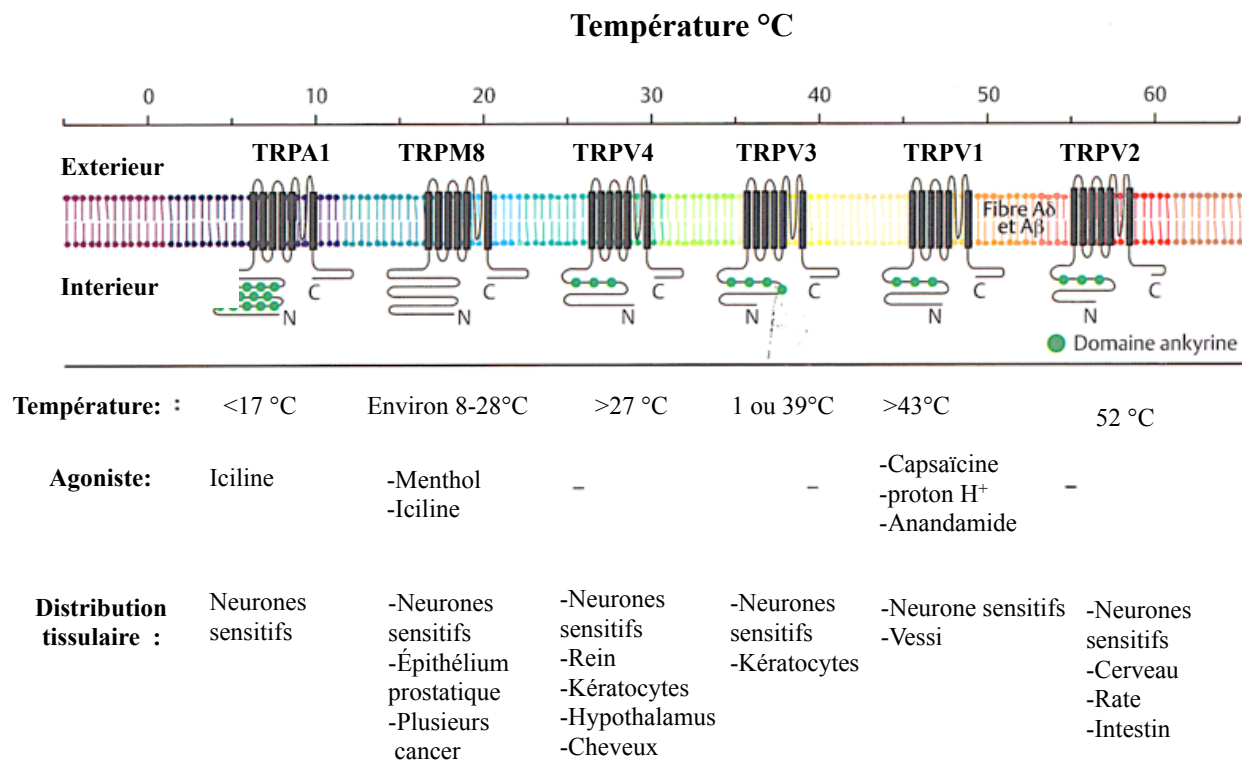 Température °C
0 10 20 30 40 50 60
Exterieur
TRPA1 TRPM8 TRPV4 TRPV3 TRPV1 TRPV2
Fibre Aδ
et Aβ
Interieur
C C C C C C
N N N N N N
Domaine ankyrine
Température: : <17 °C Environ 8-28°C >27 °C 1 ou 39°C >43°C 52 °C
Agoniste:
Iciline
-Menthol
-Iciline
–
–
-Capsaïcine
-proton H⁺
-Anandamide
–
Distribution
tissulaire :
Neurones
sensitifs
-Neurones
sensitifs
-Épithélium
prostatique
-Plusieurs
cancer
-Neurones
sensitifs
-Rein
-Kératocytes
-Hypothalamus
-Cheveux
-Neurones
sensitifs
-Kératocytes
-Neurone sensitifs
-Vessi
-Neurones
sensitifs
-Cerveau
-Rate
-Intestin